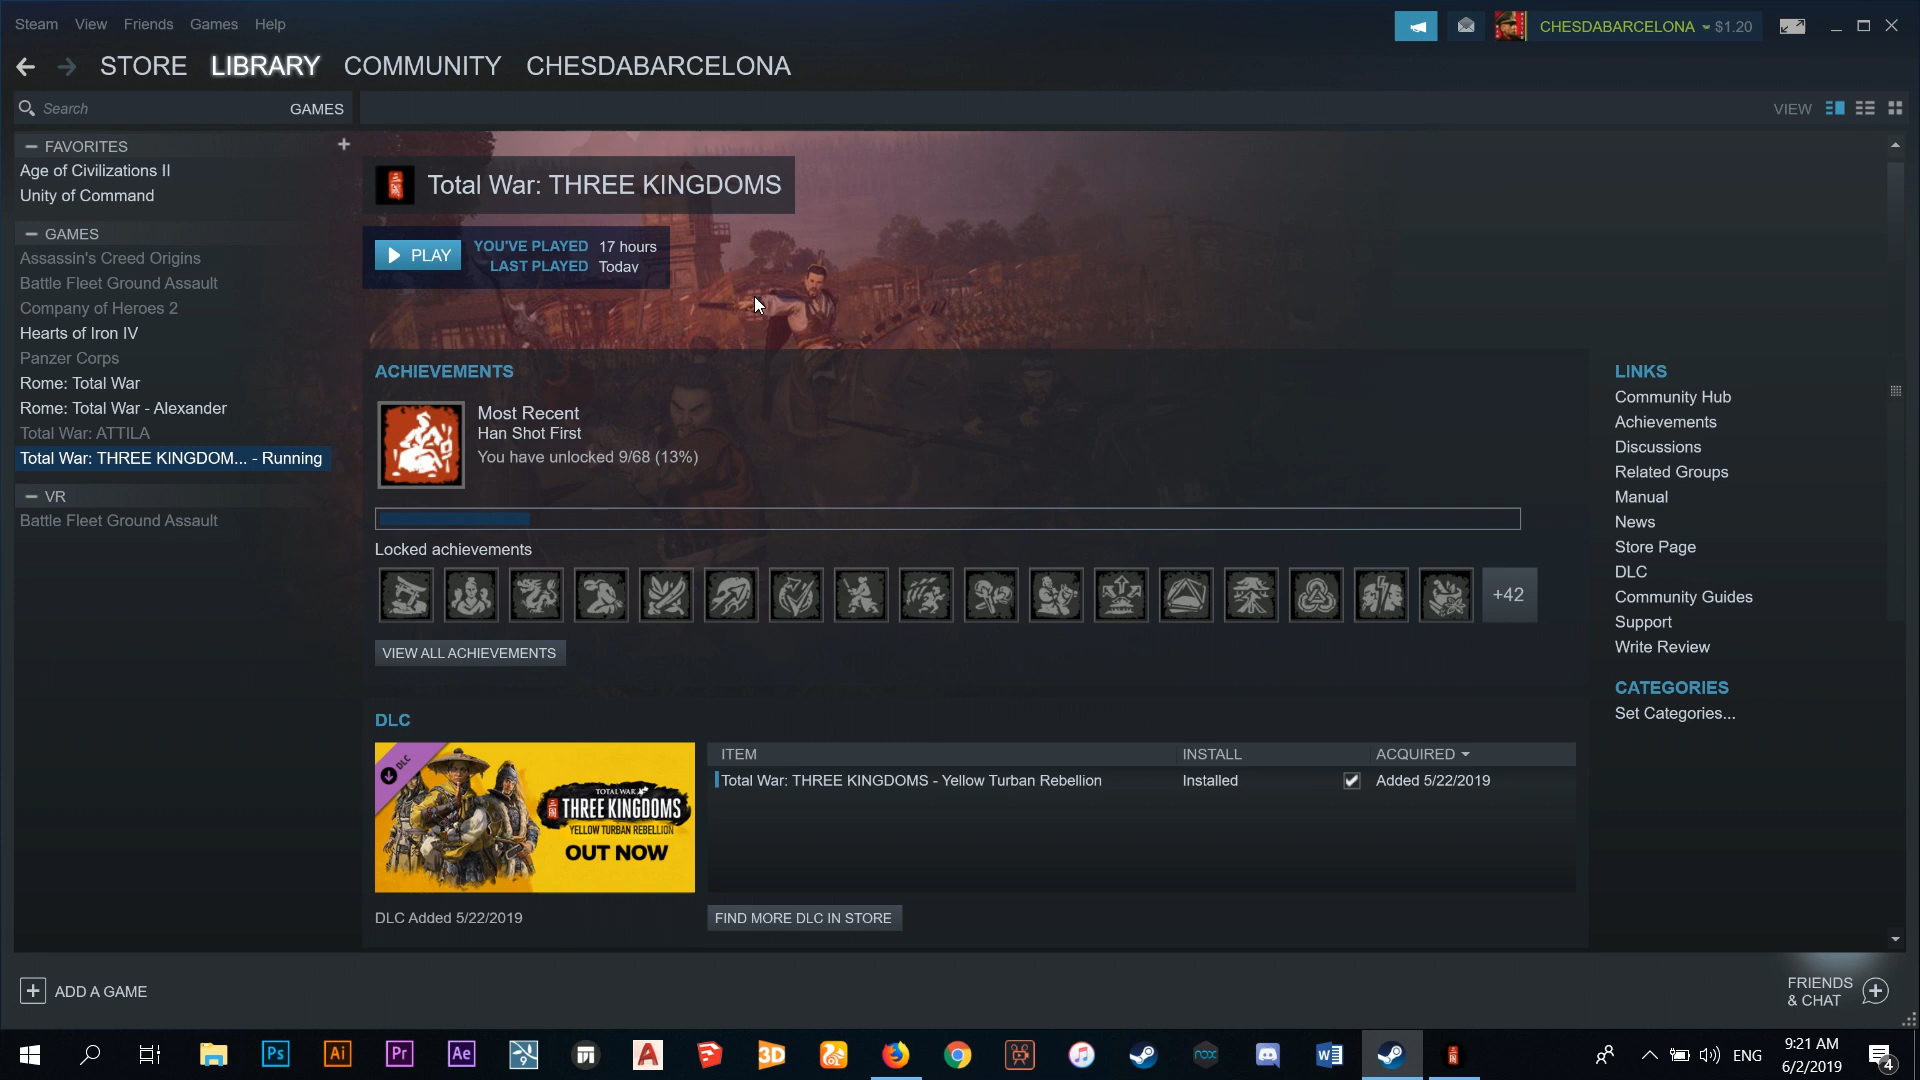 Steam View Friends Games Help
CHESDABARCELONA $1.20
STORE LIBRARY COMMUNITY CHESDABARCELONA
Search GAMES
VIEW
FAVORITES
Age of Civilizations II
Unity of Command
GAMES
Assassin's Creed Origins
Battle Fleet Ground Assault
Company of Heroes 2
Hearts of Iron IV
Panzer Corps
Rome: Total War
Rome: Total War - Alexander
Total War: ATTILA
Total War: THREE KINGDOM... - Running
VR
Battle Fleet Ground Assault
三國
Total War: THREE KINGDOMS
PLAY
YOU'VE PLAYED 17 hours
LAST PLAYED Today
ACHIEVEMENTS
Most Recent
Han Shot First
You have unlocked 9/68 (13%)
Locked achievements
+42
VIEW ALL ACHIEVEMENTS
DLC
DLC
TOTAL WAR
三國 THREE KINGDOMS
YELLOW TURBAN REBELLION
OUT NOW
DLC Added 5/22/2019
ITEM INSTALL ACQUIRED
Total War: THREE KINGDOMS - Yellow Turban Rebellion Installed Added 5/22/2019
FIND MORE DLC IN STORE
LINKS
Community Hub
Achievements
Discussions
Related Groups
Manual
News
Store Page
DLC
Community Guides
Support
Write Review
CATEGORIES
Set Categories...
ADD A GAME
FRIENDS
& CHAT
Ps Ai Pr Ae A 3D nox W
ENG
9:21 AM
6/2/2019
4